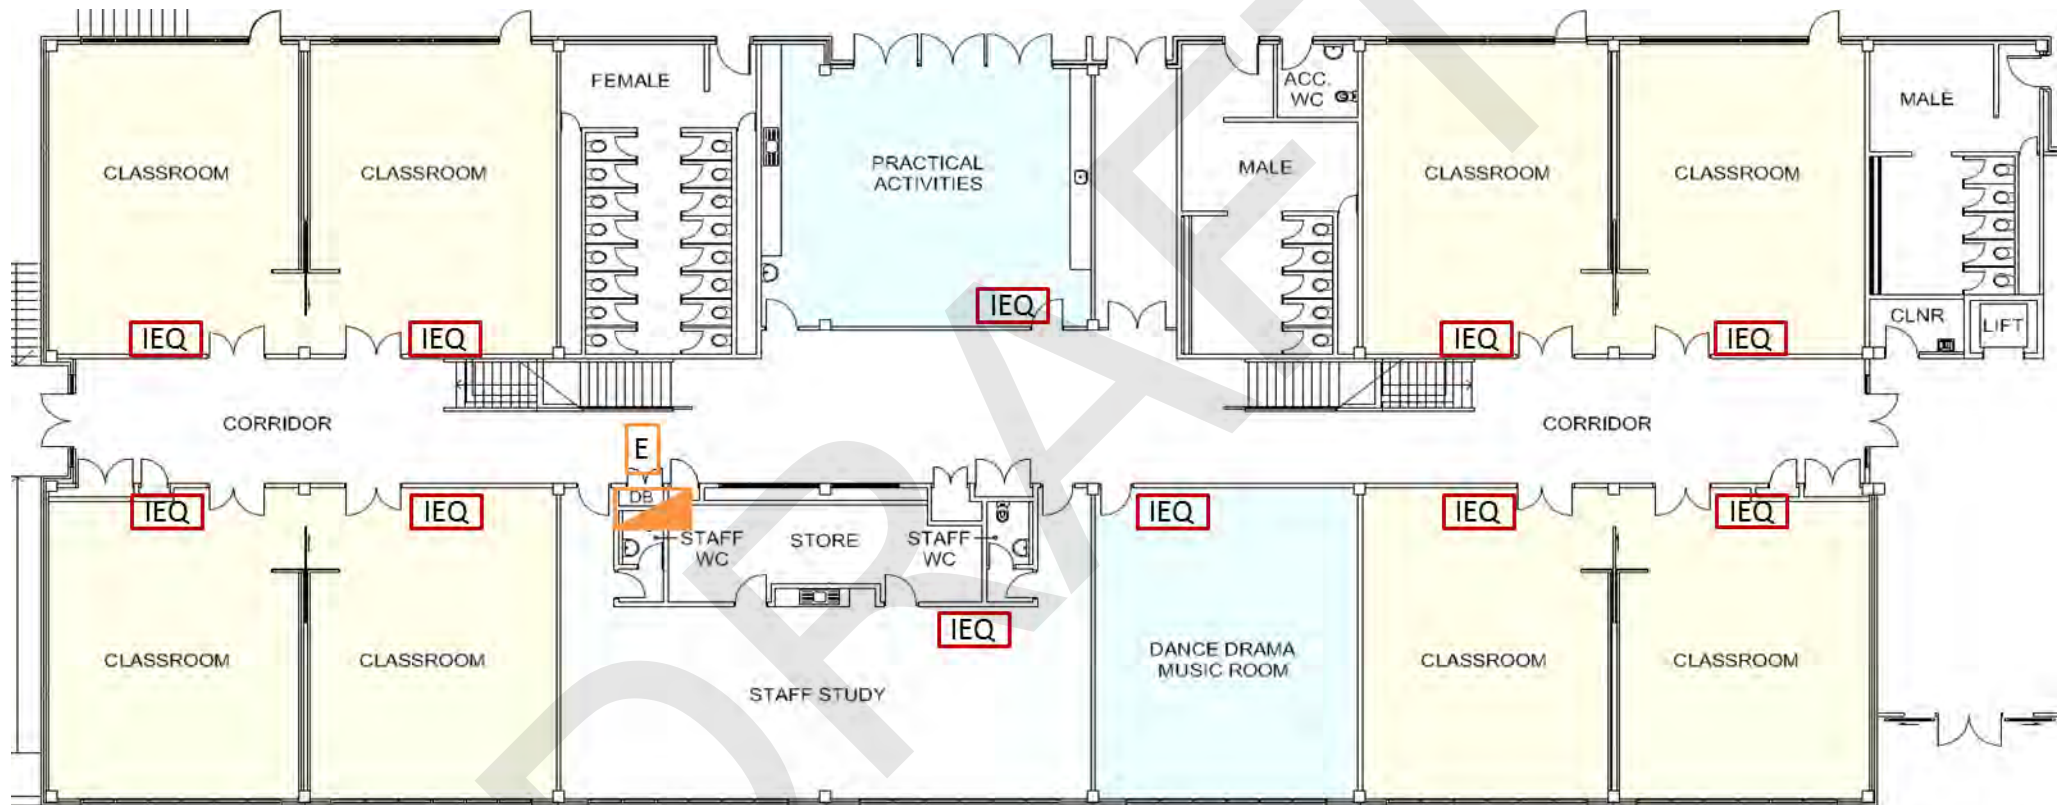 FEMALE
ACC.
WC
MALE
MALE
CLASSROOM
CLASSROOM
PRACTICAL
ACTIVITIES
CLASSROOM
CLASSROOM
IEQ
IEQ
IEQ
IEQ
IEQ
CLNR
LIFT
CORRIDOR
CORRIDOR
E
DB
IEQ
IEQ
IEQ
IEQ
IEQ
STAFF
WC
STORE
STAFF
WC
IEQ
CLASSROOM
CLASSROOM
STAFF STUDY
DANCE DRAMA
MUSIC ROOM
CLASSROOM
CLASSROOM
DRAFT